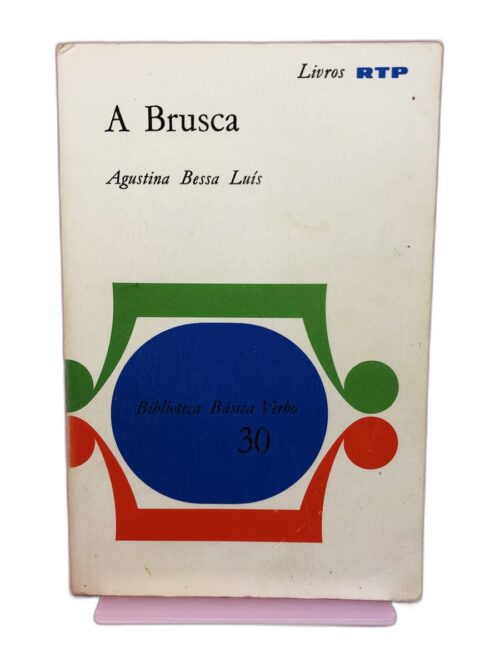 Livros RTP
A Brusca
Agustina Bessa Luís
Biblioteca Básica Verbo
30